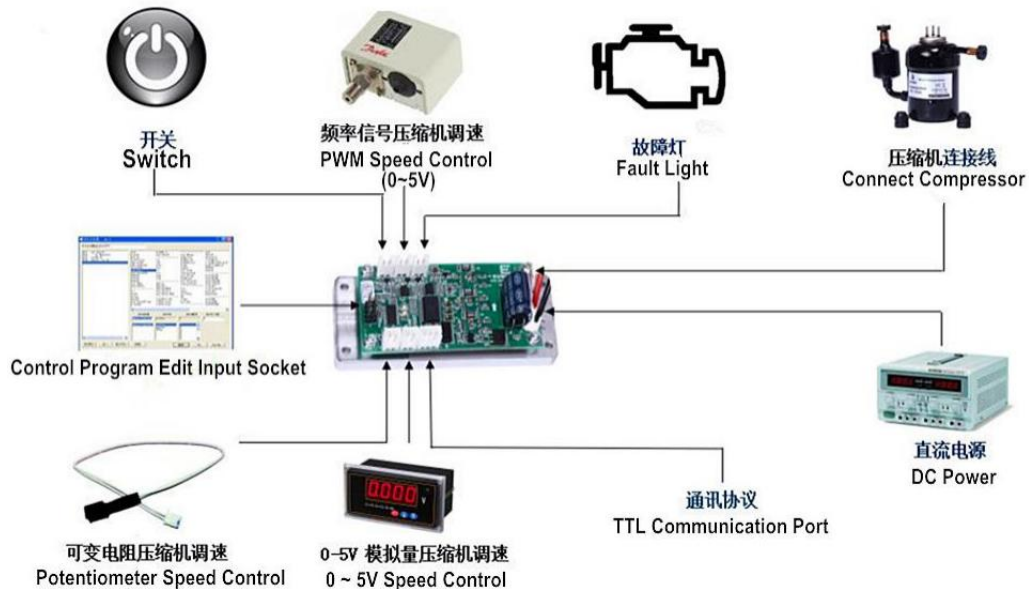 开关
Switch
Danfoss
频率信号压缩机调速
PWM Speed Control
(0~5V)
故障灯
Fault Light
压缩机连接线
Connect Compressor
Control Program Edit Input Socket
直流电源
DC Power
可变电阻压缩机调速
Potentiometer Speed Control
0.000
V
0-5V 模拟量压缩机调速
0 ~ 5V Speed Control
通讯协议
TTL Communication Port